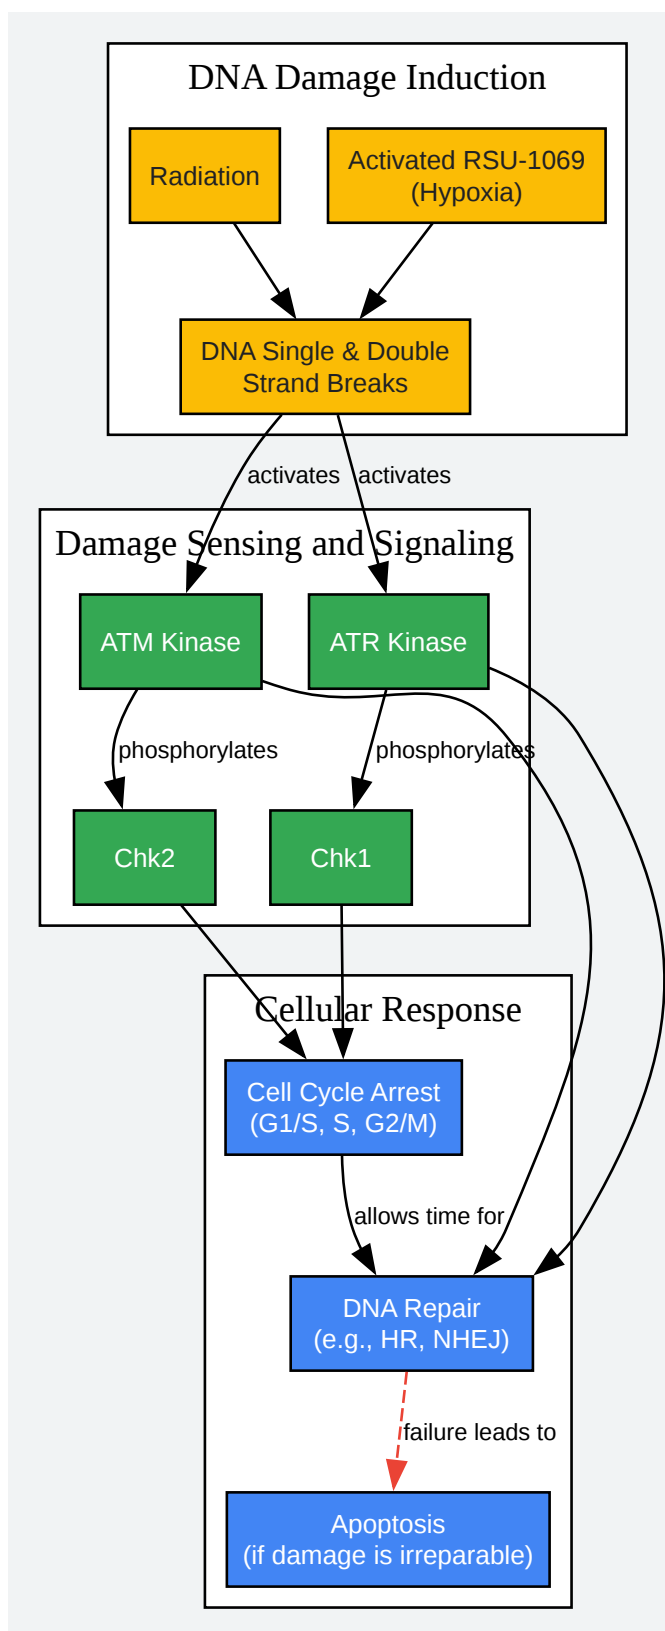 DNA Damage Induction
Radiation
Activated RSU-1069
(Hypoxia)
DNA Single & Double
Strand Breaks
activates
activates
Damage Sensing and Signaling
ATM Kinase
ATR Kinase
phosphorylates
phosphorylates
Chk2
Chk1
Cellular Response
Cell Cycle Arrest
(G1/S, S, G2/M)
allows time for
DNA Repair
(e.g., HR, NHEJ)
failure leads to
Apoptosis
(if damage is irreparable)